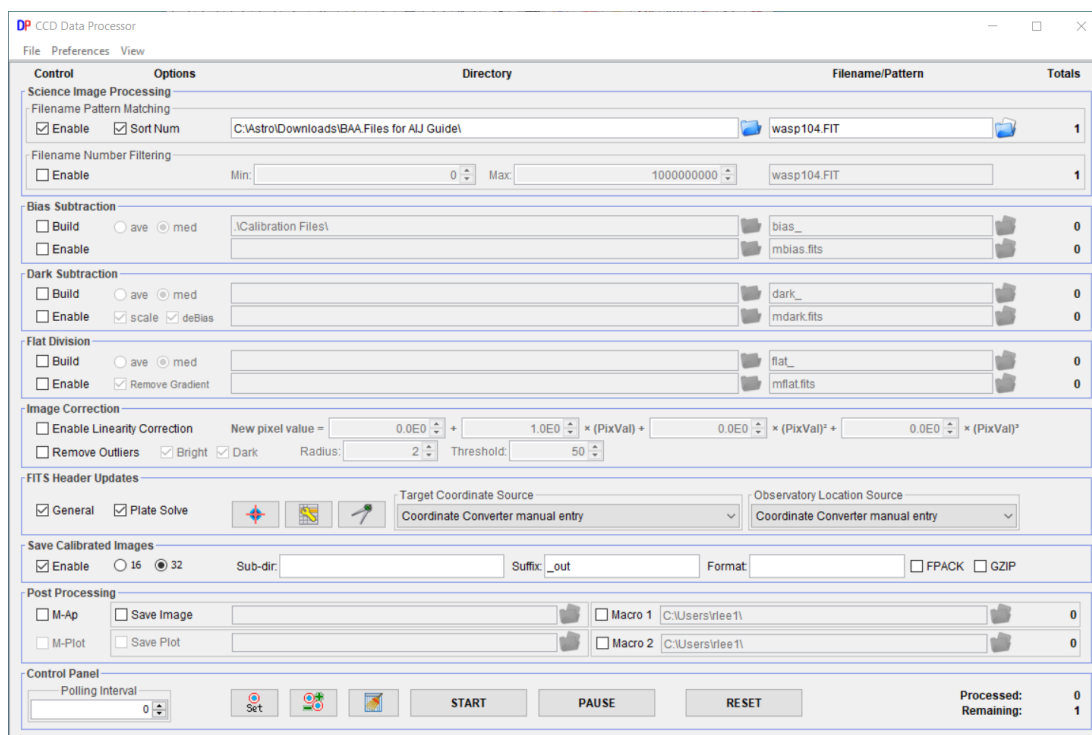 DP CCD Data Processor
File Preferences View
Control Options Directory Filename/Pattern Totals
Science Image Processing
Filename Pattern Matching
Enable Sort Num C:\Astro\Downloads\BAA.Files for AIJ Guide\ wasp104.FIT 1
Filename Number Filtering
Enable Min: 0 Max: 1000000000 wasp104.FIT 1
Bias Subtraction
Build ave med .\Calibration Files\ bias_ 0
Enable mbias.fits 0
Dark Subtraction
Build ave med dark_ 0
Enable scale deBias mdark.fits 0
Flat Division
Build ave med flat_ 0
Enable Remove Gradient mflat.fits 0
Image Correction
Enable Linearity Correction New pixel value = 0.0E0 + 1.0E0 × (PixVal) + 0.0E0 × (PixVal)² + 0.0E0 × (PixVal)³
Remove Outliers Bright Dark Radius: 2 Threshold: 50
FITS Header Updates
Target Coordinate Source Observatory Location Source
General Plate Solve Coordinate Converter manual entry Coordinate Converter manual entry
Save Calibrated Images
Enable 16 32 Sub-dir: Suffix: _out Format: FPACK GZIP
Post Processing
M-Ap Save Image Macro 1 C:\Users\rlee1\ 0
M-Plot Save Plot Macro 2 C:\Users\rlee1\ 0
Control Panel
Polling Interval
0 Set START PAUSE RESET
Processed: 0
Remaining: 1